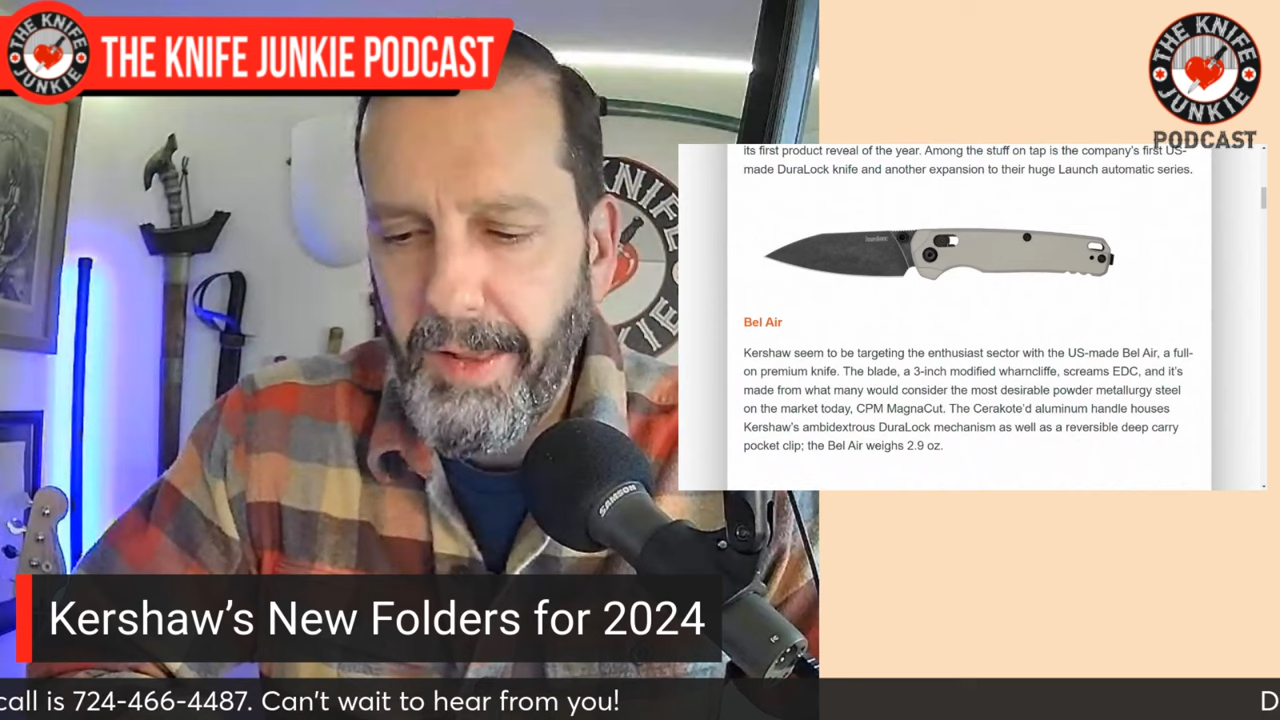 THE KNIFE
JUNKIE
THE KNIFE JUNKIE PODCAST
THE KNIFE
JUNKIE
PODCAST
its first product reveal of the year. Among the stuff on tap is the company's first US-
made DuraLock knife and another expansion to their huge Launch automatic series.
Bel Air
Kershaw seem to be targeting the enthusiast sector with the US-made Bel Air, a full-
on premium knife. The blade, a 3-inch modified wharncliffe, screams EDC, and it's
made from what many would consider the most desirable powder metallurgy steel
on the market today, CPM MagnaCut. The Cerakote'd aluminum handle houses
Kershaw's ambidextrous DuraLock mechanism as well as a reversible deep carry
pocket clip; the Bel Air weighs 2.9 oz.
SAMSON
Kershaw's New Folders for 2024
call is 724-466-4487. Can't wait to hear from you!
D